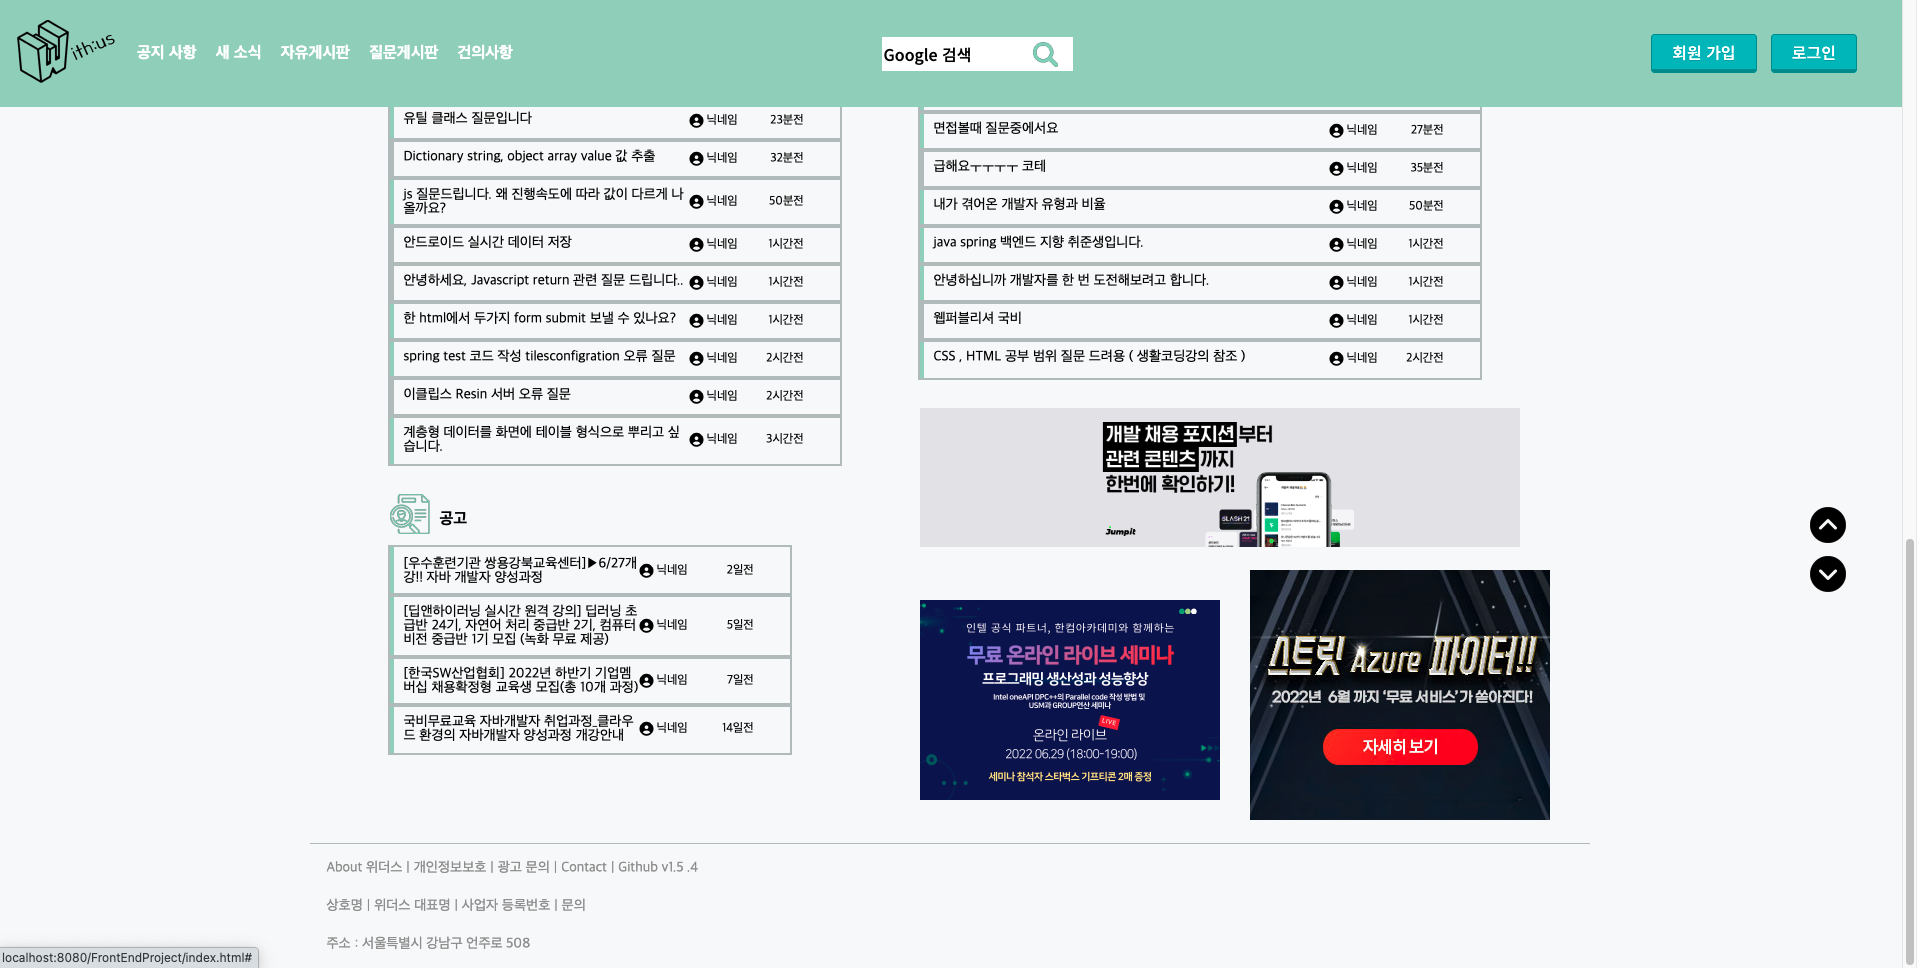 ith:us
공지 사항 새 소식 자유게시판 질문게시판 건의사항
Google 검색
회원 가입 로그인
유틸 클래스 질문입니다 닉네임 23분전
Dictionary string, object array value 값 추출 닉네임 32분전
js 질문드립니다. 왜 진행속도에 따라 값이 다르게 나
올까요? 닉네임 50분전
안드로이드 실시간 데이터 저장 닉네임 1시간전
안녕하세요, Javascript return 관련 질문 드립니다.. 닉네임 1시간전
한 html에서 두가지 form submit 보낼 수 있나요? 닉네임 1시간전
spring test 코드 작성 tilesconfigration 오류 질문 닉네임 2시간전
이클립스 Resin 서버 오류 질문 닉네임 2시간전
계층형 데이터를 화면에 테이블 형식으로 뿌리고 싶
습니다. 닉네임 3시간전
공고
[우수훈련기관 쌍용강북교육센터]▶6/27개
강!! 자바 개발자 양성과정 닉네임 2일전
[딥앤하이러닝 실시간 원격 강의] 딥러닝 초
급반 24기, 자연어 처리 중급반 2기, 컴퓨터
비전 중급반 1기 모집 (녹화 무료 제공) 닉네임 5일전
[한국SW산업협회] 2022년 하반기 기업멤
버십 채용확정형 교육생 모집(총 10개 과정) 닉네임 7일전
국비무료교육 자바개발자 취업과정_클라우
드 환경의 자바개발자 양성과정 개강안내 닉네임 14일전
면접볼때 질문중에서요 닉네임 27분전
급해요ㅜㅜㅜㅜ 코테 닉네임 35분전
내가 겪어온 개발자 유형과 비율 닉네임 50분전
java spring 백엔드 지향 취준생입니다. 닉네임 1시간전
안녕하십니까 개발자를 한 번 도전해보려고 합니다. 닉네임 1시간전
웹퍼블리셔 국비 닉네임 1시간전
CSS , HTML 공부 범위 질문 드려용 ( 생활코딩강의 참조 ) 닉네임 2시간전
개발 채용 포지션부터
관련 콘텐츠까지
한번에 확인하기!
Jumpit
SLASH 21
인텔 공식 파트너, 한컴아카데미와 함께하는
무료 온라인 라이브 세미나
프로그래밍 생산성과 성능향상
Intel oneAPI DPC++의 Parallel code 작성 방법 및
USM과 GROUP연산 세미나
LIVE
온라인 라이브
2022 06.29 (18:00-19:00)
세미나 참석자 스타벅스 기프티콘 2매 증정
스트릿 Azure 파이터!!
2022년 6월 까지 '무료 서비스'가 쏟아진다!
자세히 보기
About 위더스 | 개인정보보호 | 광고 문의 | Contact | Github v1.5 .4
상호명 | 위더스 대표명 | 사업자 등록번호 | 문의
주소 : 서울특별시 강남구 언주로 508
localhost:8080/FrontEndProject/index.html#